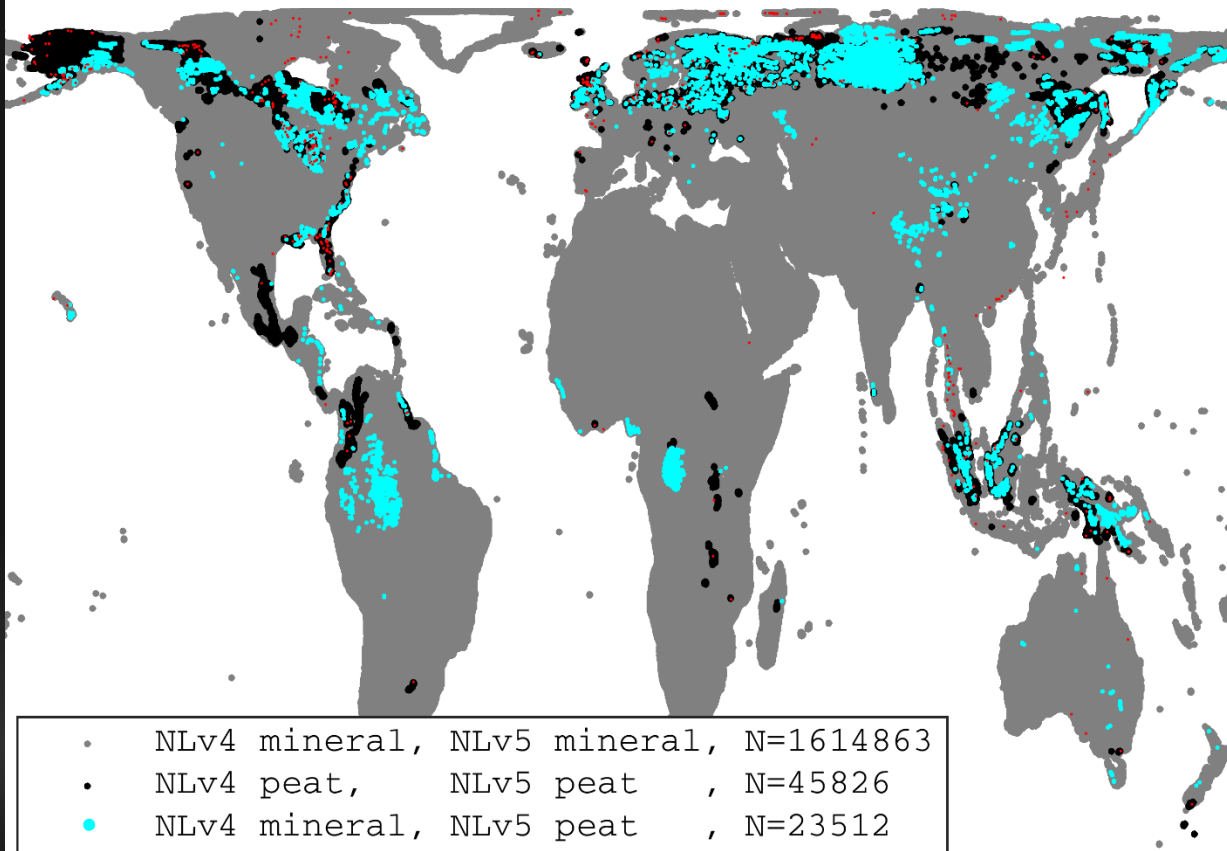 NLv4 mineral, NLv5 mineral, N=1614863
NLv4 peat,    NLv5 peat   , N=45826
NLv4 mineral, NLv5 peat   , N=23512